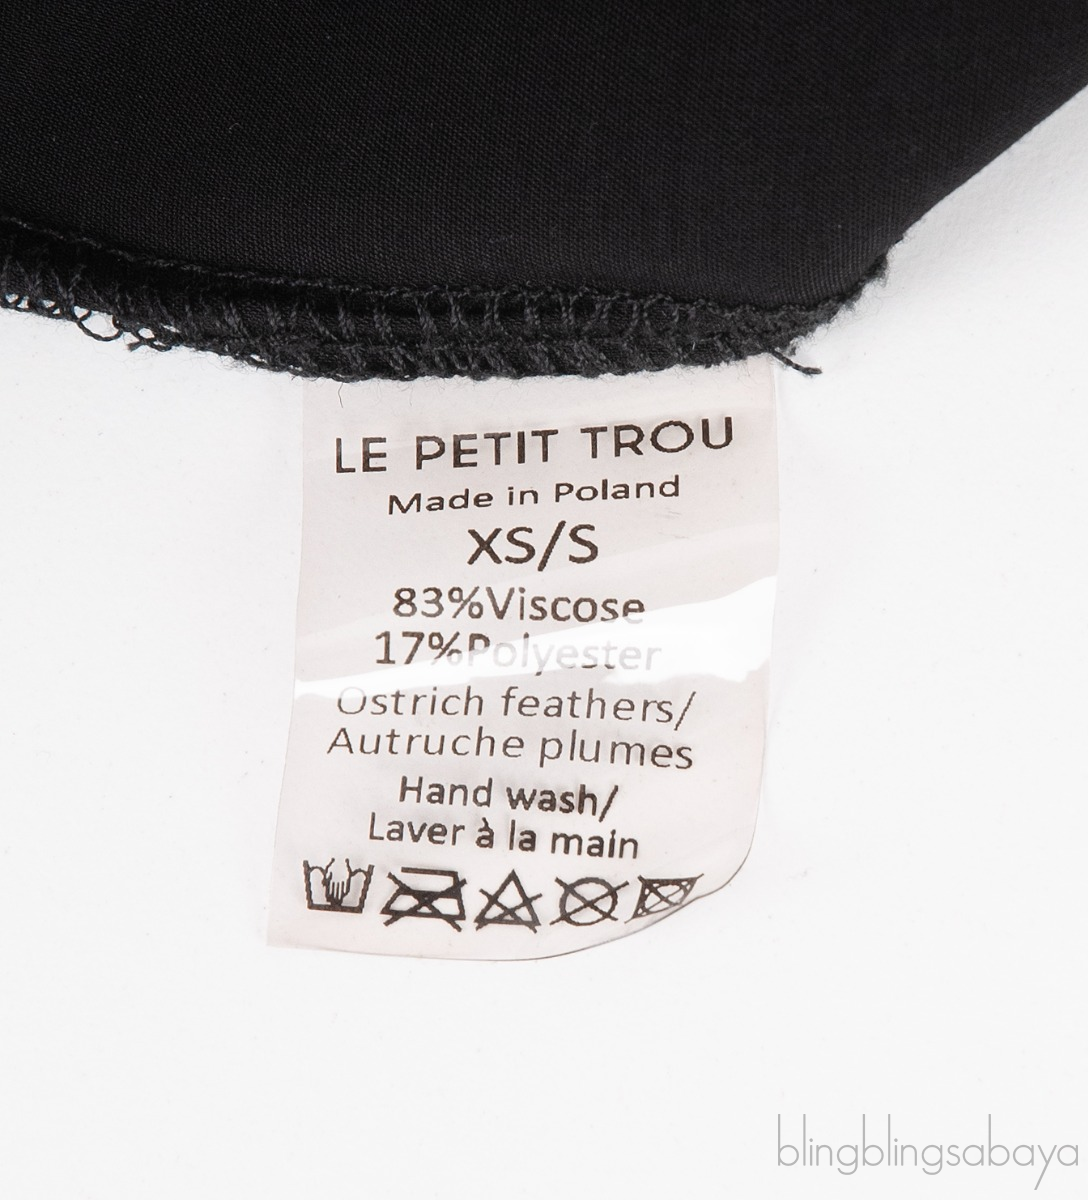 LE PETIT TROU
Made in Poland
XS/S
83%Viscose
17%Polyester
Ostrich feathers/
Autruche plumes
Hand wash/
Laver à la main
blingblingsabaya